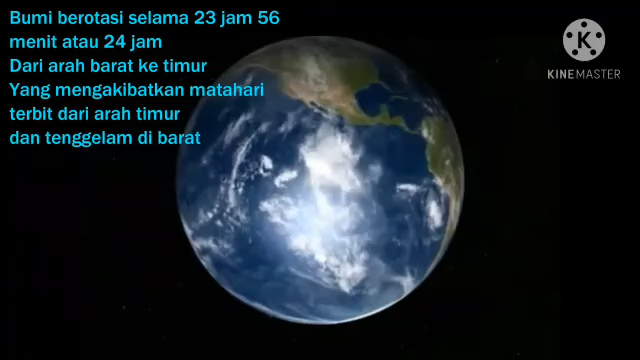 Bumi berotasi selama 23 jam 56
menit atau 24 jam
Dari arah barat ke timur
Yang mengakibatkan matahari
terbit dari arah timur
dan tenggelam di barat
K
KINEMASTER